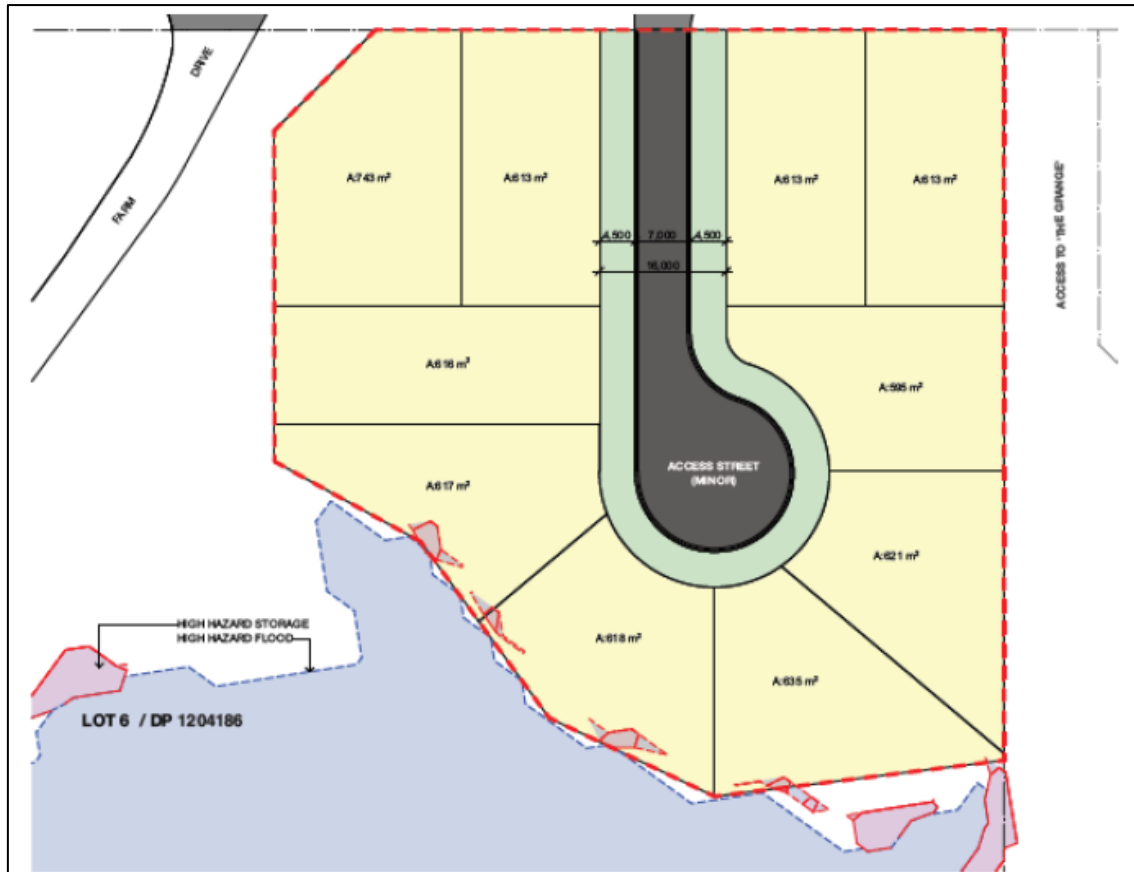 DRIVE
FARM
A:743 m²
A:613 m²
A:613 m²
A:613 m²
ACCESS TO 'THE GRANGE'
4,500
7,000
4,500
16,000
A:616 m²
A:595 m²
ACCESS STREET
(MINOR)
A:617 m²
A:621 m²
HIGH HAZARD STORAGE
HIGH HAZARD FLOOD
A:618 m²
A:635 m²
LOT 6 / DP 1204186